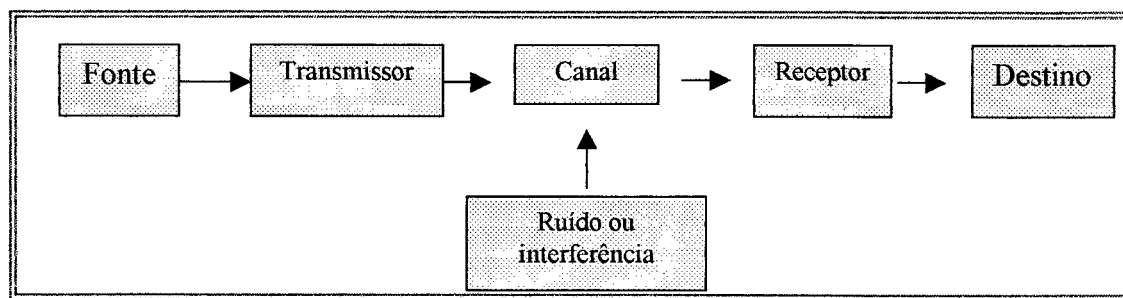 Fonte
Transmissor
Canal
Receptor
Destino
Ruído ou
interferência